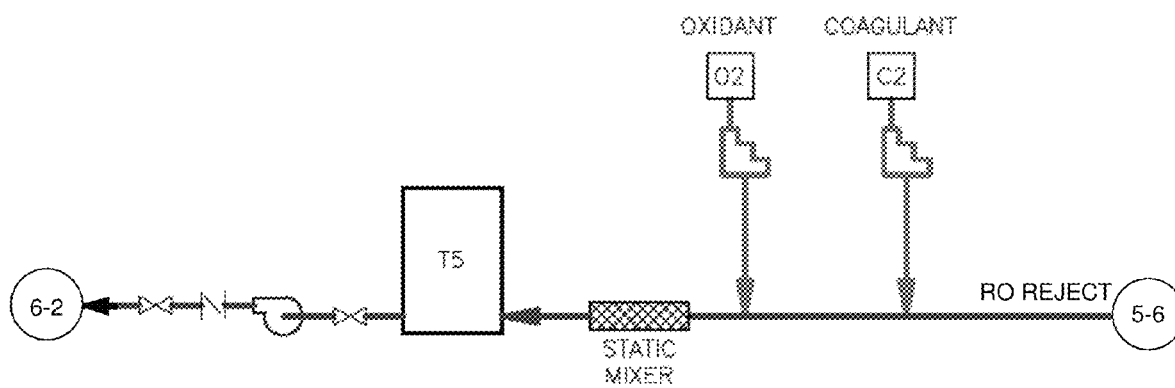 OXIDANT
COAGULANT
O2
C2
T5
6-2
RO REJECT
5-6
STATIC
MIXER